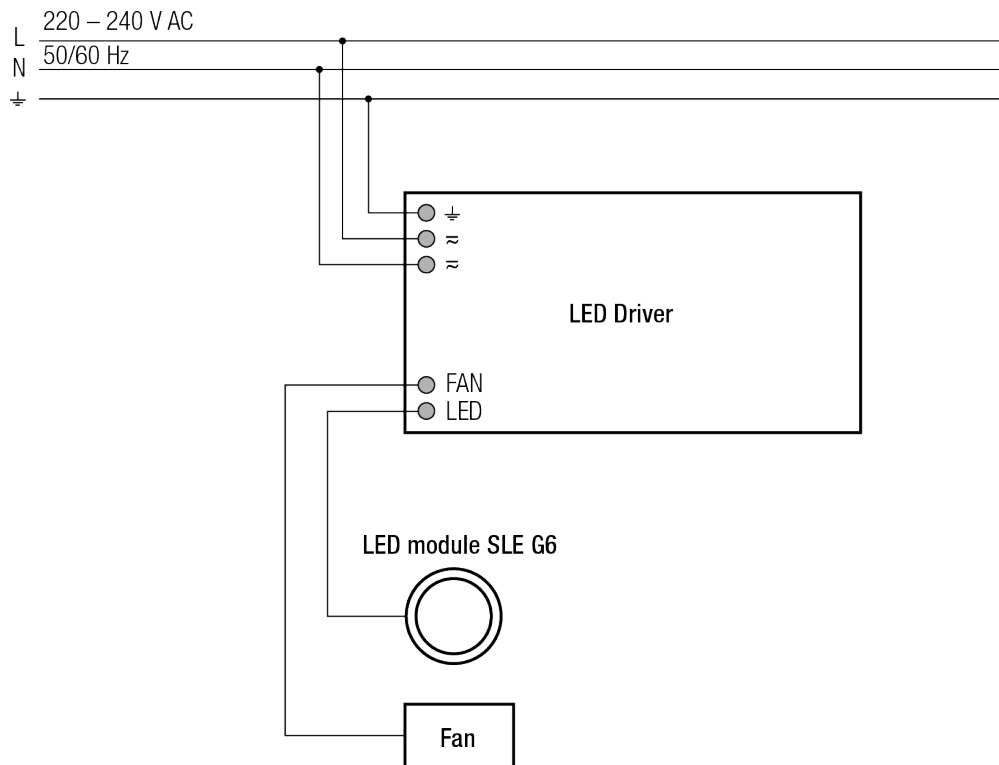 220 – 240 V AC
L
50/60 Hz
N
LED Driver
FAN
LED
LED module SLE G6
Fan